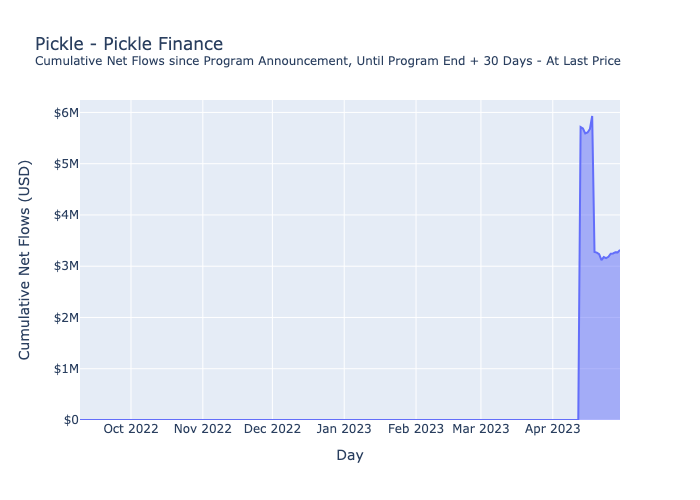 Pickle - Pickle Finance
Cumulative Net Flows since Program Announcement, Until Program End + 30 Days - At Last Price
Cumulative Net Flows (USD)
$6M
$5M
$4M
$3M
$2M
$1M
$0
Oct 2022 Nov 2022 Dec 2022 Jan 2023 Feb 2023 Mar 2023 Apr 2023
Day